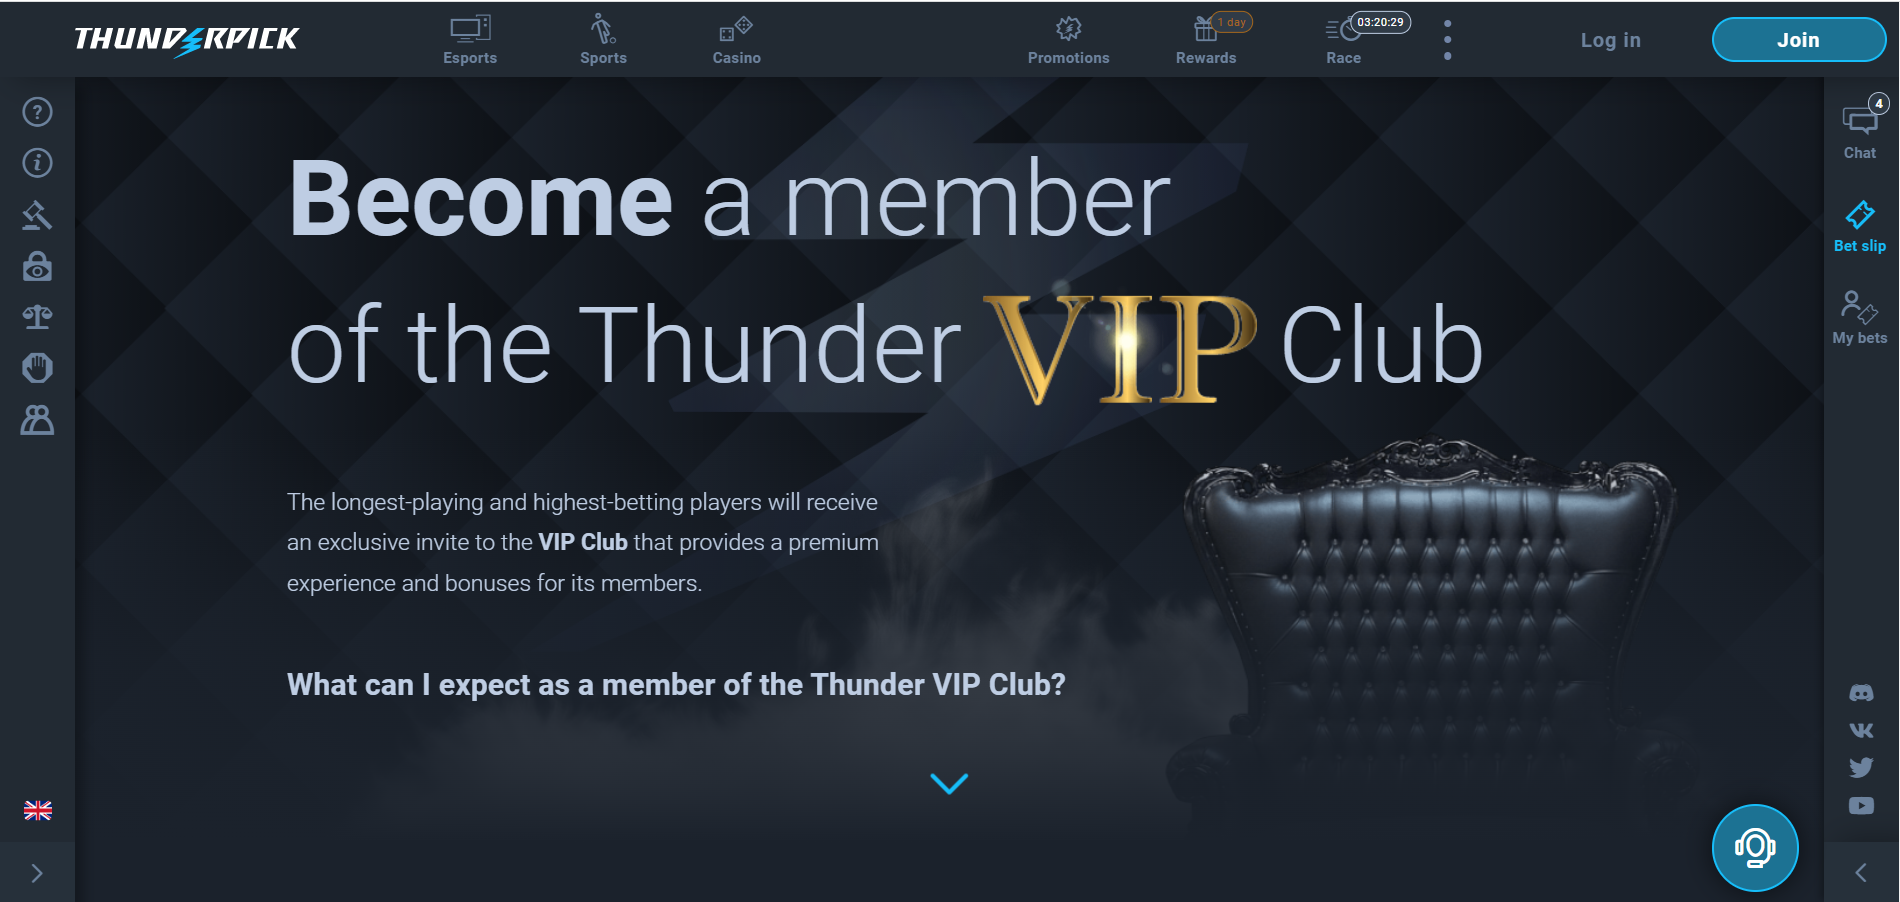 THUNDERPICK
Esports
Sports
Casino
Promotions
1 day
Rewards
03:20:29
Race
Log in
Join
4
Chat
Bet slip
My bets
Become a member
of the Thunder VIP Club
The longest-playing and highest-betting players will receive
an exclusive invite to the VIP Club that provides a premium
experience and bonuses for its members.
What can I expect as a member of the Thunder VIP Club?